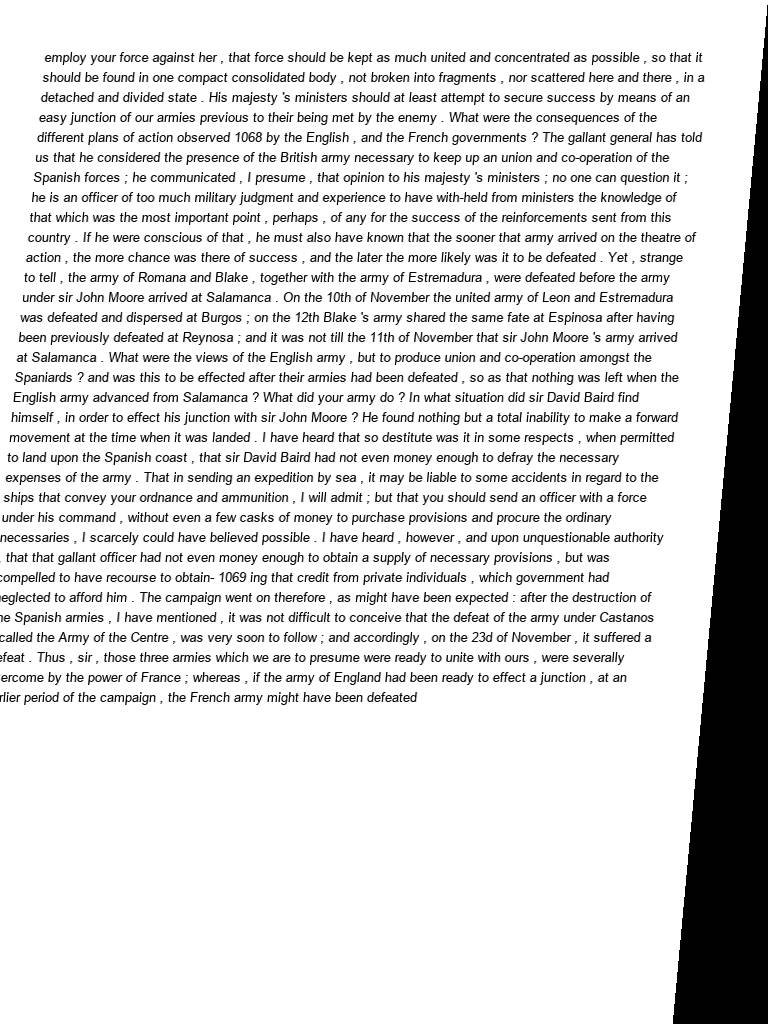 employ your force against her , that force should be kept as much united and concentrated as possible , so that it
should be found in one compact consolidated body , not broken into fragments , nor scattered here and there , in a
detached and divided state . His majesty 's ministers should at least attempt to secure success by means of an
easy junction of our armies previous to their being met by the enemy . What were the consequences of the
different plans of action observed 1068 by the English , and the French governments ? The gallant general has told
us that he considered the presence of the British army necessary to keep up an union and co-operation of the
Spanish forces ; he communicated , I presume , that opinion to his majesty 's ministers ; no one can question it ;
he is an officer of too much military judgment and experience to have with-held from ministers the knowledge of
that which was the most important point , perhaps , of any for the success of the reinforcements sent from this
country . If he were conscious of that , he must also have known that the sooner that army arrived on the theatre of
action , the more chance was there of success , and the later the more likely was it to be defeated . Yet , strange
to tell , the army of Romana and Blake , together with the army of Estremadura , were defeated before the army
under sir John Moore arrived at Salamanca . On the 10th of November the united army of Leon and Estremadura
was defeated and dispersed at Burgos ; on the 12th Blake 's army shared the same fate at Espinosa after having
been previously defeated at Reynosa ; and it was not till the 11th of November that sir John Moore 's army arrived
at Salamanca . What were the views of the English army , but to produce union and co-operation amongst the
Spaniards ? and was this to be effected after their armies had been defeated , so as that nothing was left when the
English army advanced from Salamanca ? What did your army do ? In what situation did sir David Baird find
himself , in order to effect his junction with sir John Moore ? He found nothing but a total inability to make a forward
movement at the time when it was landed . I have heard that so destitute was it in some respects , when permitted
to land upon the Spanish coast , that sir David Baird had not even money enough to defray the necessary
expenses of the army . That in sending an expedition by sea , it may be liable to some accidents in regard to the
ships that convey your ordnance and ammunition , I will admit ; but that you should send an officer with a force
under his command , without even a few casks of money to purchase provisions and procure the ordinary
necessaries , I scarcely could have believed possible . I have heard , however , and upon unquestionable authority
, that that gallant officer had not even money enough to obtain a supply of necessary provisions , but was
compelled to have recourse to obtain- 1069 ing that credit from private individuals , which government had
neglected to afford him . The campaign went on therefore , as might have been expected : after the destruction of
he Spanish armies , I have mentioned , it was not difficult to conceive that the defeat of the army under Castanos
called the Army of the Centre , was very soon to follow ; and accordingly , on the 23d of November , it suffered a
efeat . Thus , sir , those three armies which we are to presume were ready to unite with ours , were severally
ercome by the power of France ; whereas , if the army of England had been ready to effect a junction , at an
rlier period of the campaign , the French army might have been defeated